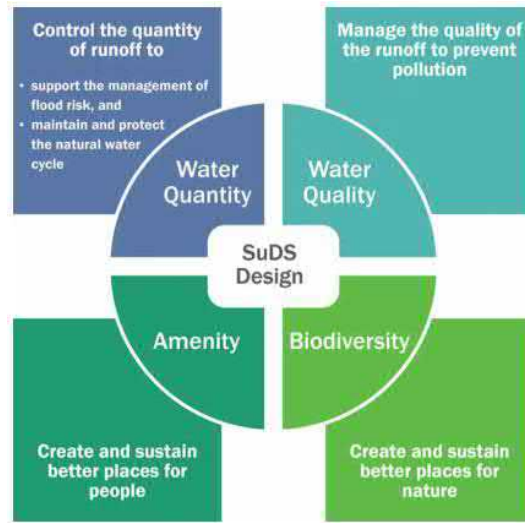 Control the quantity
of runoff to
• support the management of
flood risk, and
• maintain and protect
the natural water
cycle
Manage the quality of
the runoff to prevent
pollution
Water
Quantity
Water
Quality
SuDS
Design
Amenity
Biodiversity
Create and sustain
better places for
people
Create and sustain
better places for
nature